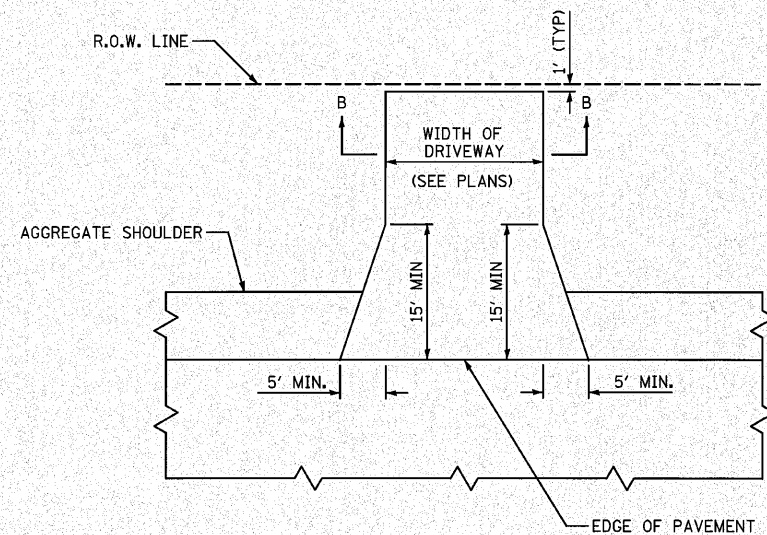 1' (TYP)
R.O.W. LINE
B
B
WIDTH OF
DRIVEWAY
(SEE PLANS)
AGGREGATE SHOULDER
15' MIN
15' MIN
5' MIN.
5' MIN.
EDGE OF PAVEMENT